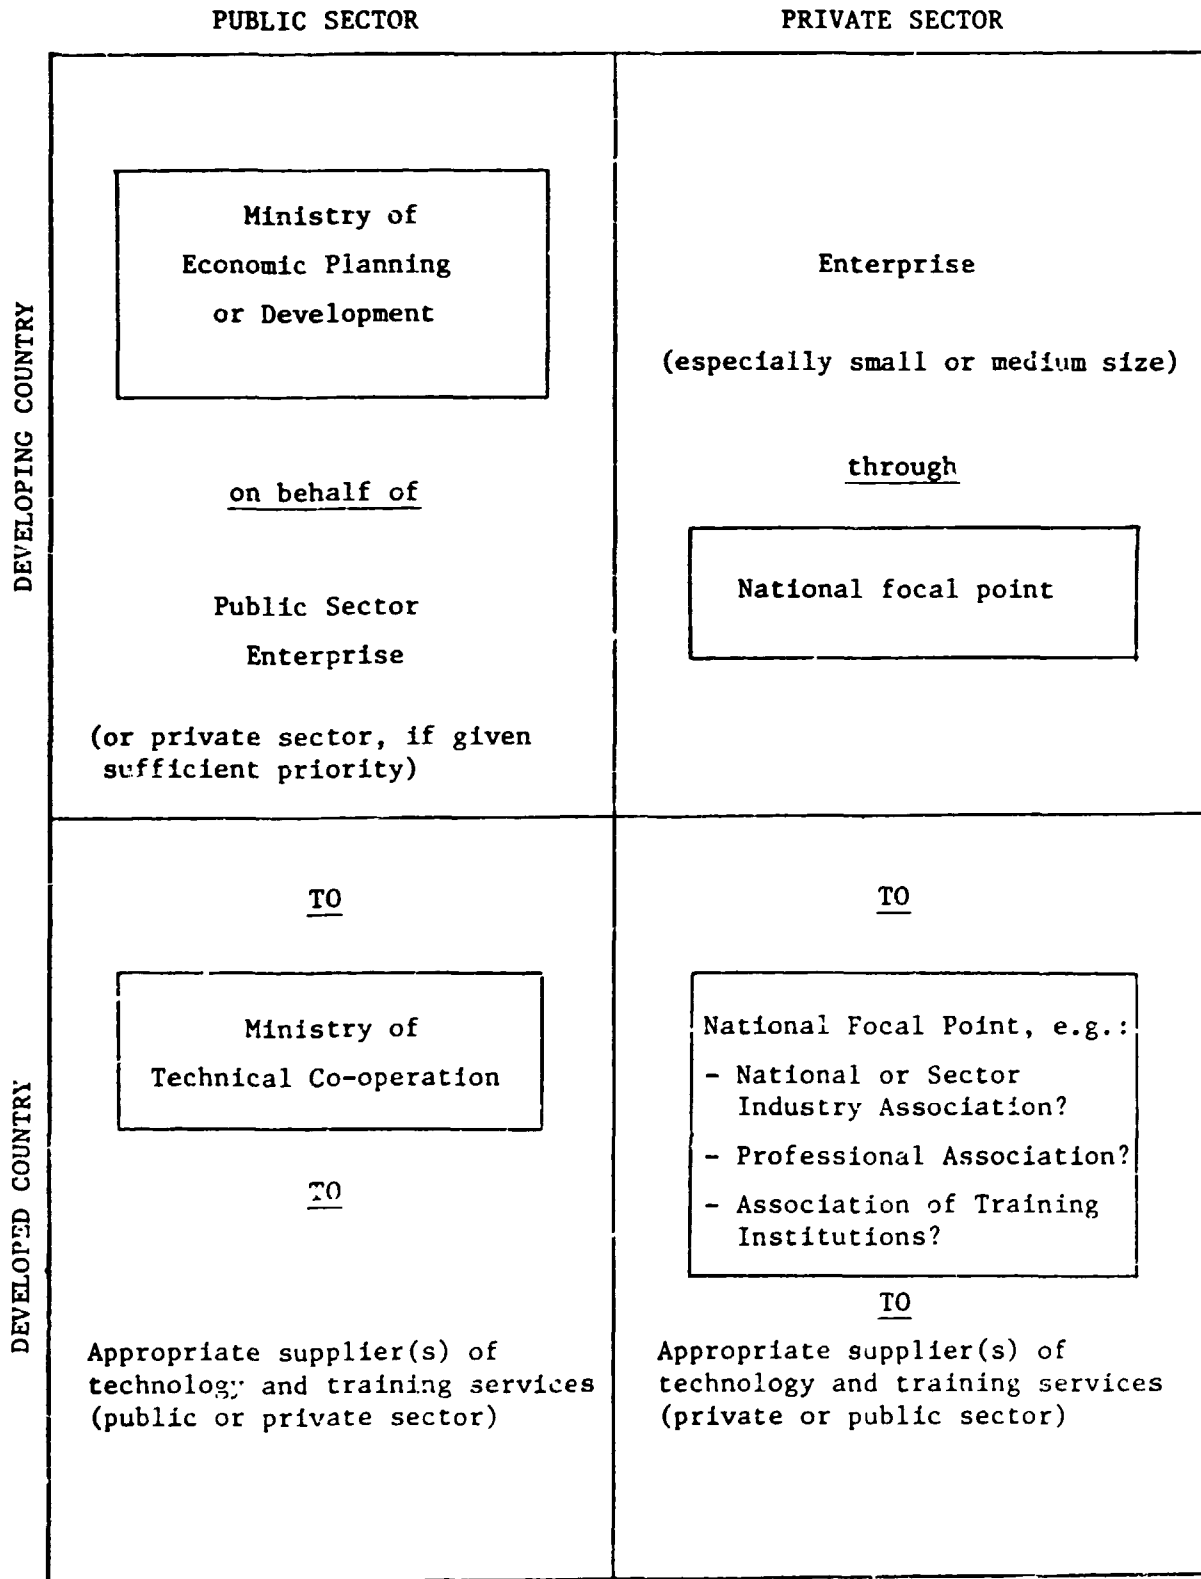 PUBLIC SECTOR
PRIVATE SECTOR
DEVELOPING COUNTRY
Ministry of
Economic Planning
or Development
on behalf of
Public Sector
Enterprise
(or private sector, if given
sufficient priority)
Enterprise
(especially small or medium size)
through
National focal point
DEVELOPED COUNTRY
TO
Ministry of
Technical Co-operation
TO
Appropriate supplier(s) of
technology and training services
(public or private sector)
TO
National Focal Point, e.g.:
- National or Sector
Industry Association?
- Professional Association?
- Association of Training
Institutions?
TO
Appropriate supplier(s) of
technology and training services
(private or public sector)